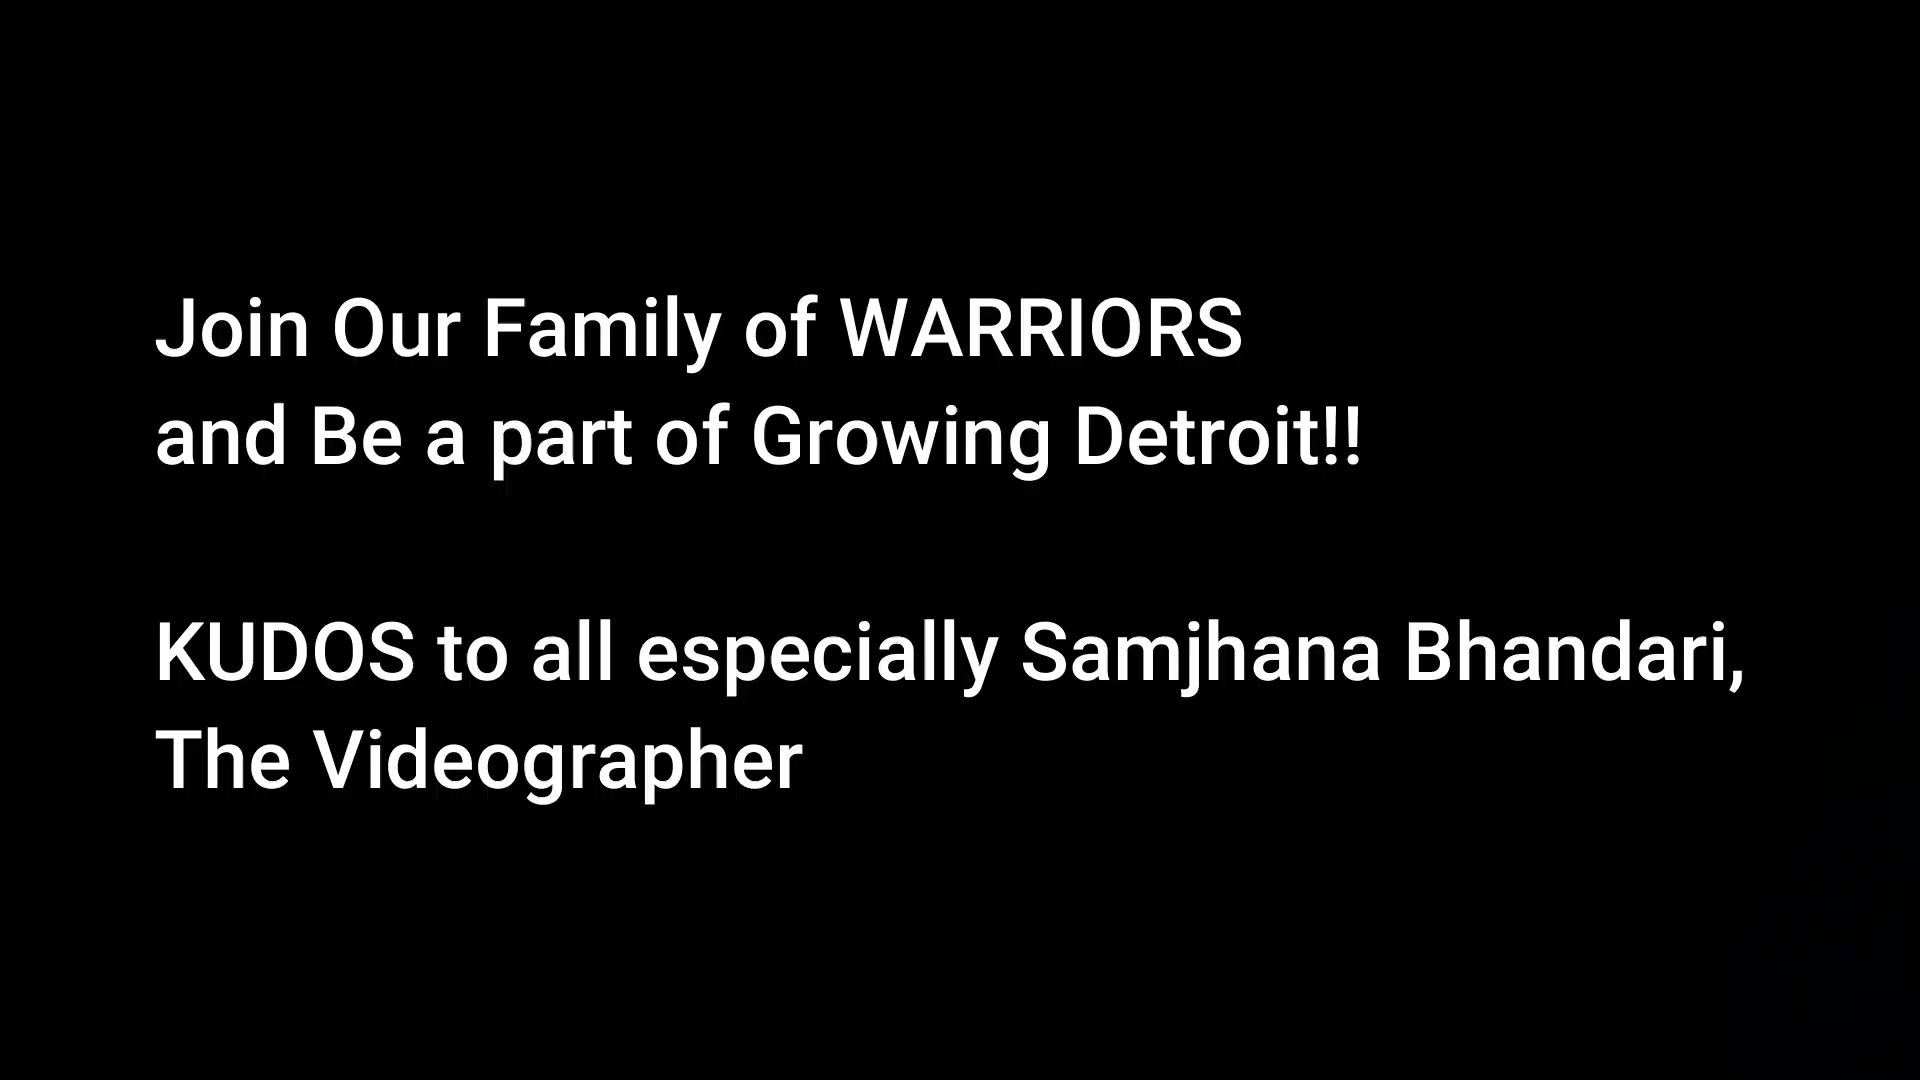 Join Our Family of WARRIORS
and Be a part of Growing Detroit!!
KUDOS to all especially Samjhana Bhandari,
The Videographer